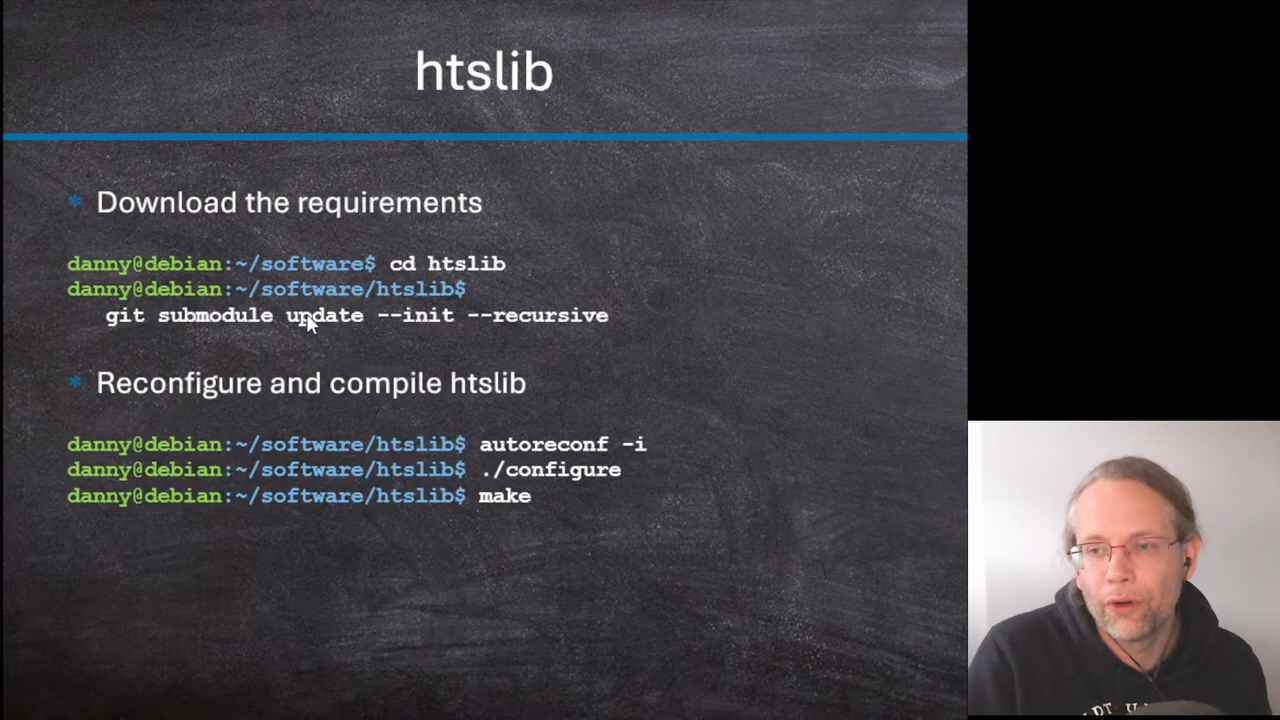 htslib
* Download the requirements
danny@debian:~/software$ cd htslib
danny@debian:~/software/htslib$
git submodule update --init --recursive
* Reconfigure and compile htslib
danny@debian:~/software/htslib$ autoreconf -i
danny@debian:~/software/htslib$ ./configure
danny@debian:~/software/htslib$ make